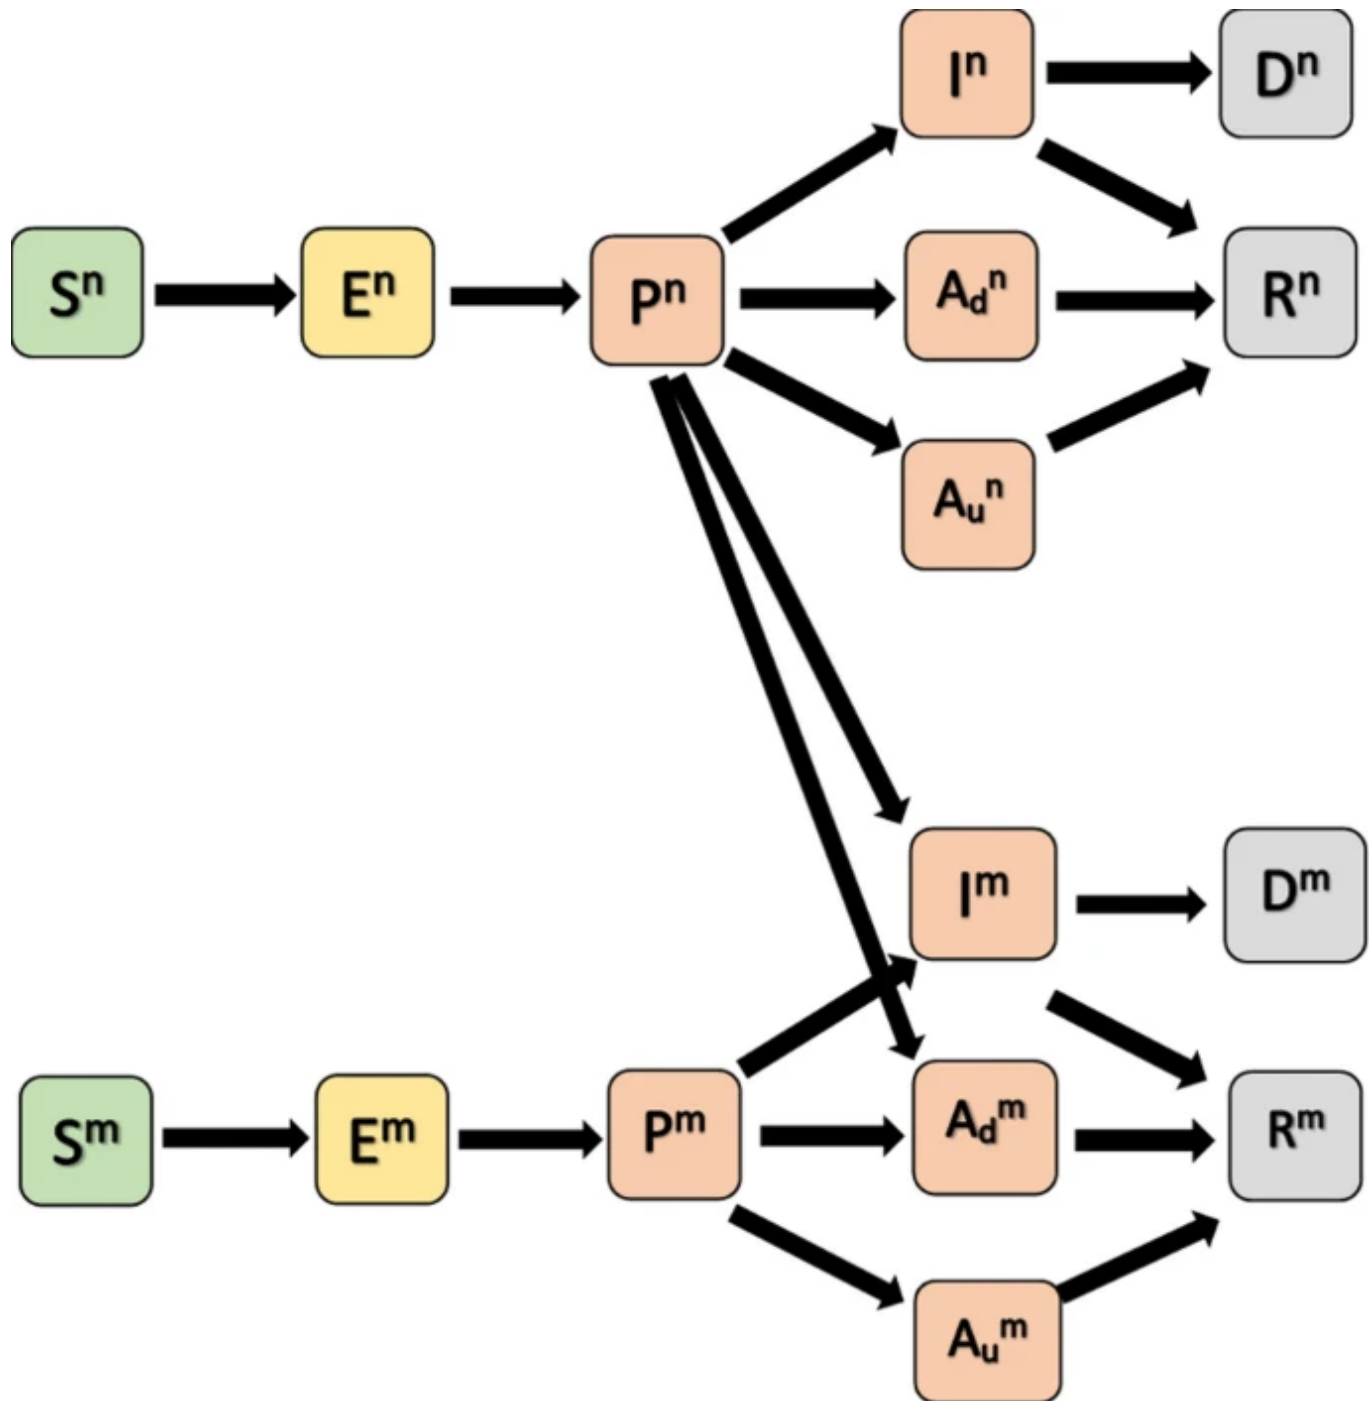 Iⁿ
Dⁿ
Sⁿ
Eⁿ
Pⁿ
A_dⁿ
Rⁿ
A_uⁿ
Iᵐ
Dᵐ
Sᵐ
Eᵐ
Pᵐ
A_dᵐ
Rᵐ
A_uᵐ